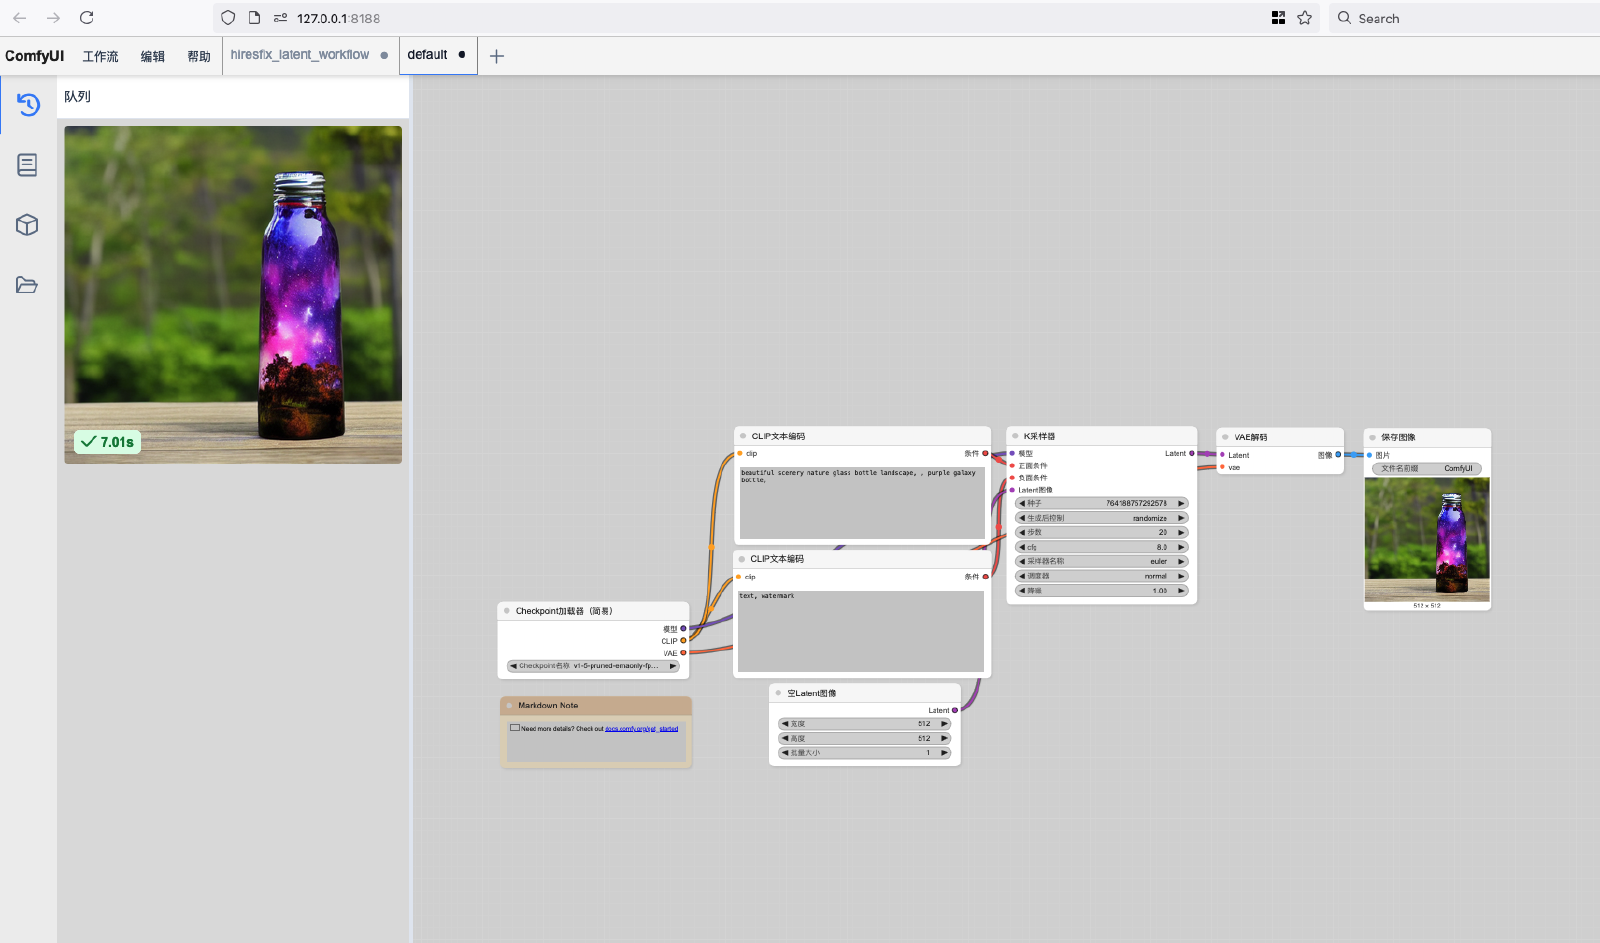 127.0.0.1:8188
Search
ComfyUI
工作流
编辑
帮助
hiresfix_latent_workflow
default
队列
7.01s
CLIP文本编码
clip
条件
beautiful scenery nature glass bottle landscape, , purple galaxy
bottle,
CLIP文本编码
clip
条件
text, watermark
Checkpoint加载器（简易）
模型
CLIP
VAE
Checkpoint名称 v1-5-pruned-emaonly-fp...
Markdown Note
Need more details? Check out docs.comfy.org/get_started
空Latent图像
Latent
宽度 512
高度 512
批量大小 1
K采样器
模型
Latent
正面条件
负面条件
Latent图像
种子
生成后控制 randomize
步数 20
cfg 8.0
采样器名称 euler
调度器 normal
降噪 1.00
VAE解码
Latent
图像
vae
保存图像
图片
文件名前缀 ComfyUI
512 x 512